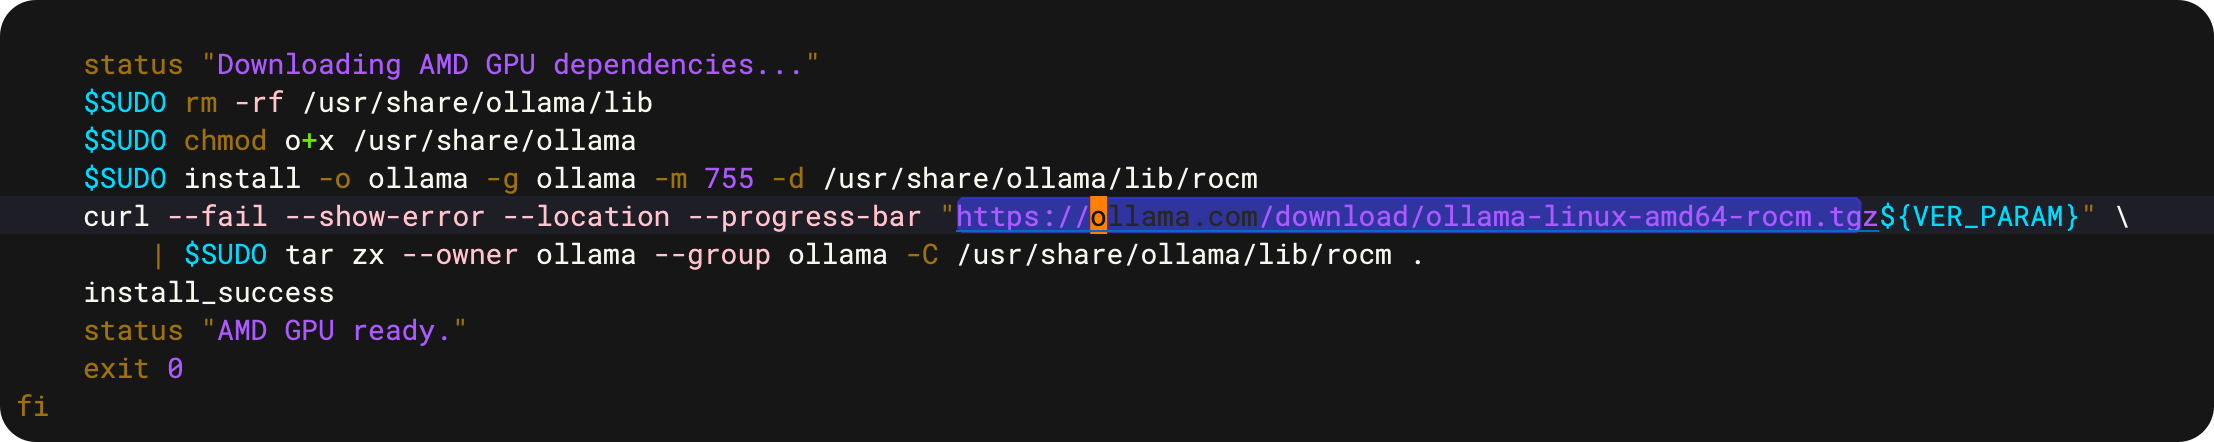 status "Downloading AMD GPU dependencies..."
$SUDO rm -rf /usr/share/ollama/lib
$SUDO chmod o+x /usr/share/ollama
$SUDO install -o ollama -g ollama -m 755 -d /usr/share/ollama/lib/rocm
curl --fail --show-error --location --progress-bar "https://ollama.com/download/ollama-linux-amd64-rocm.tgz${VER_PARAM}" \
| $SUDO tar zx --owner ollama --group ollama -C /usr/share/ollama/lib/rocm .
install_success
status "AMD GPU ready."
exit 0
fi